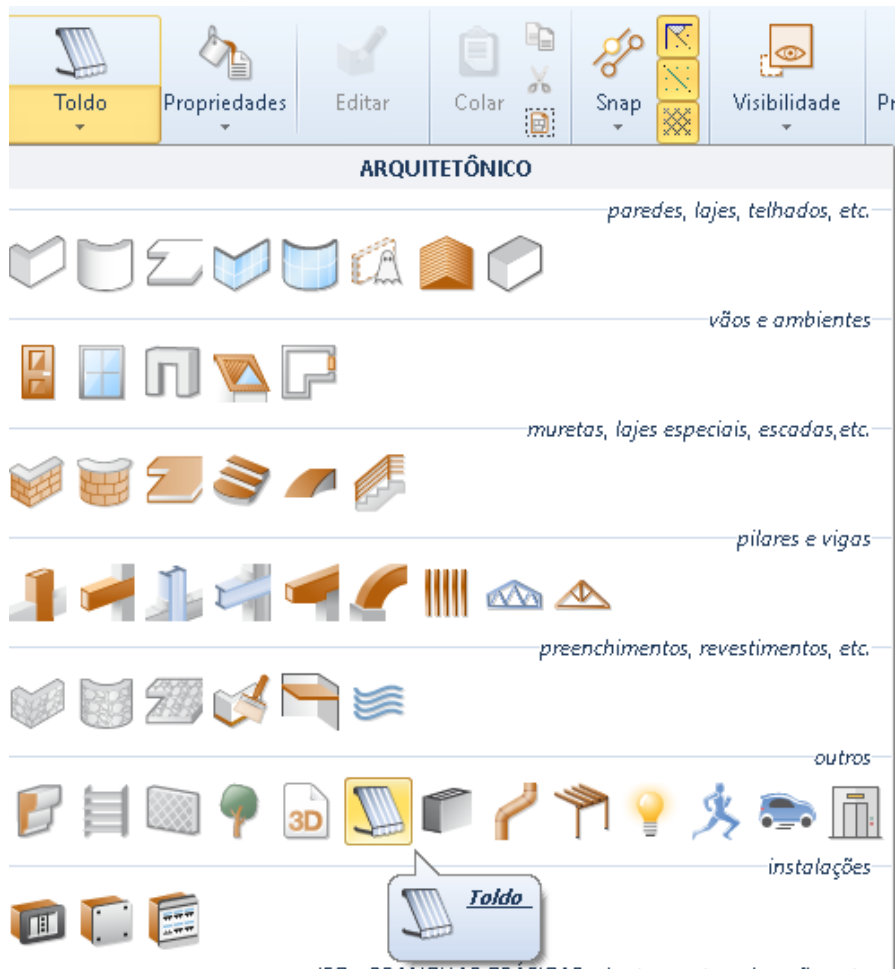 Toldo
Propriedades
Editar
Colar
Snap
Visibilidade
Pr
ARQUITETÔNICO
paredes, lajes, telhados, etc.
vãos e ambientes
muretas, lajes especiais, escadas,etc.
pilares e vigas
preenchimentos, revestimentos, etc.
outros
3D
instalações
Toldo